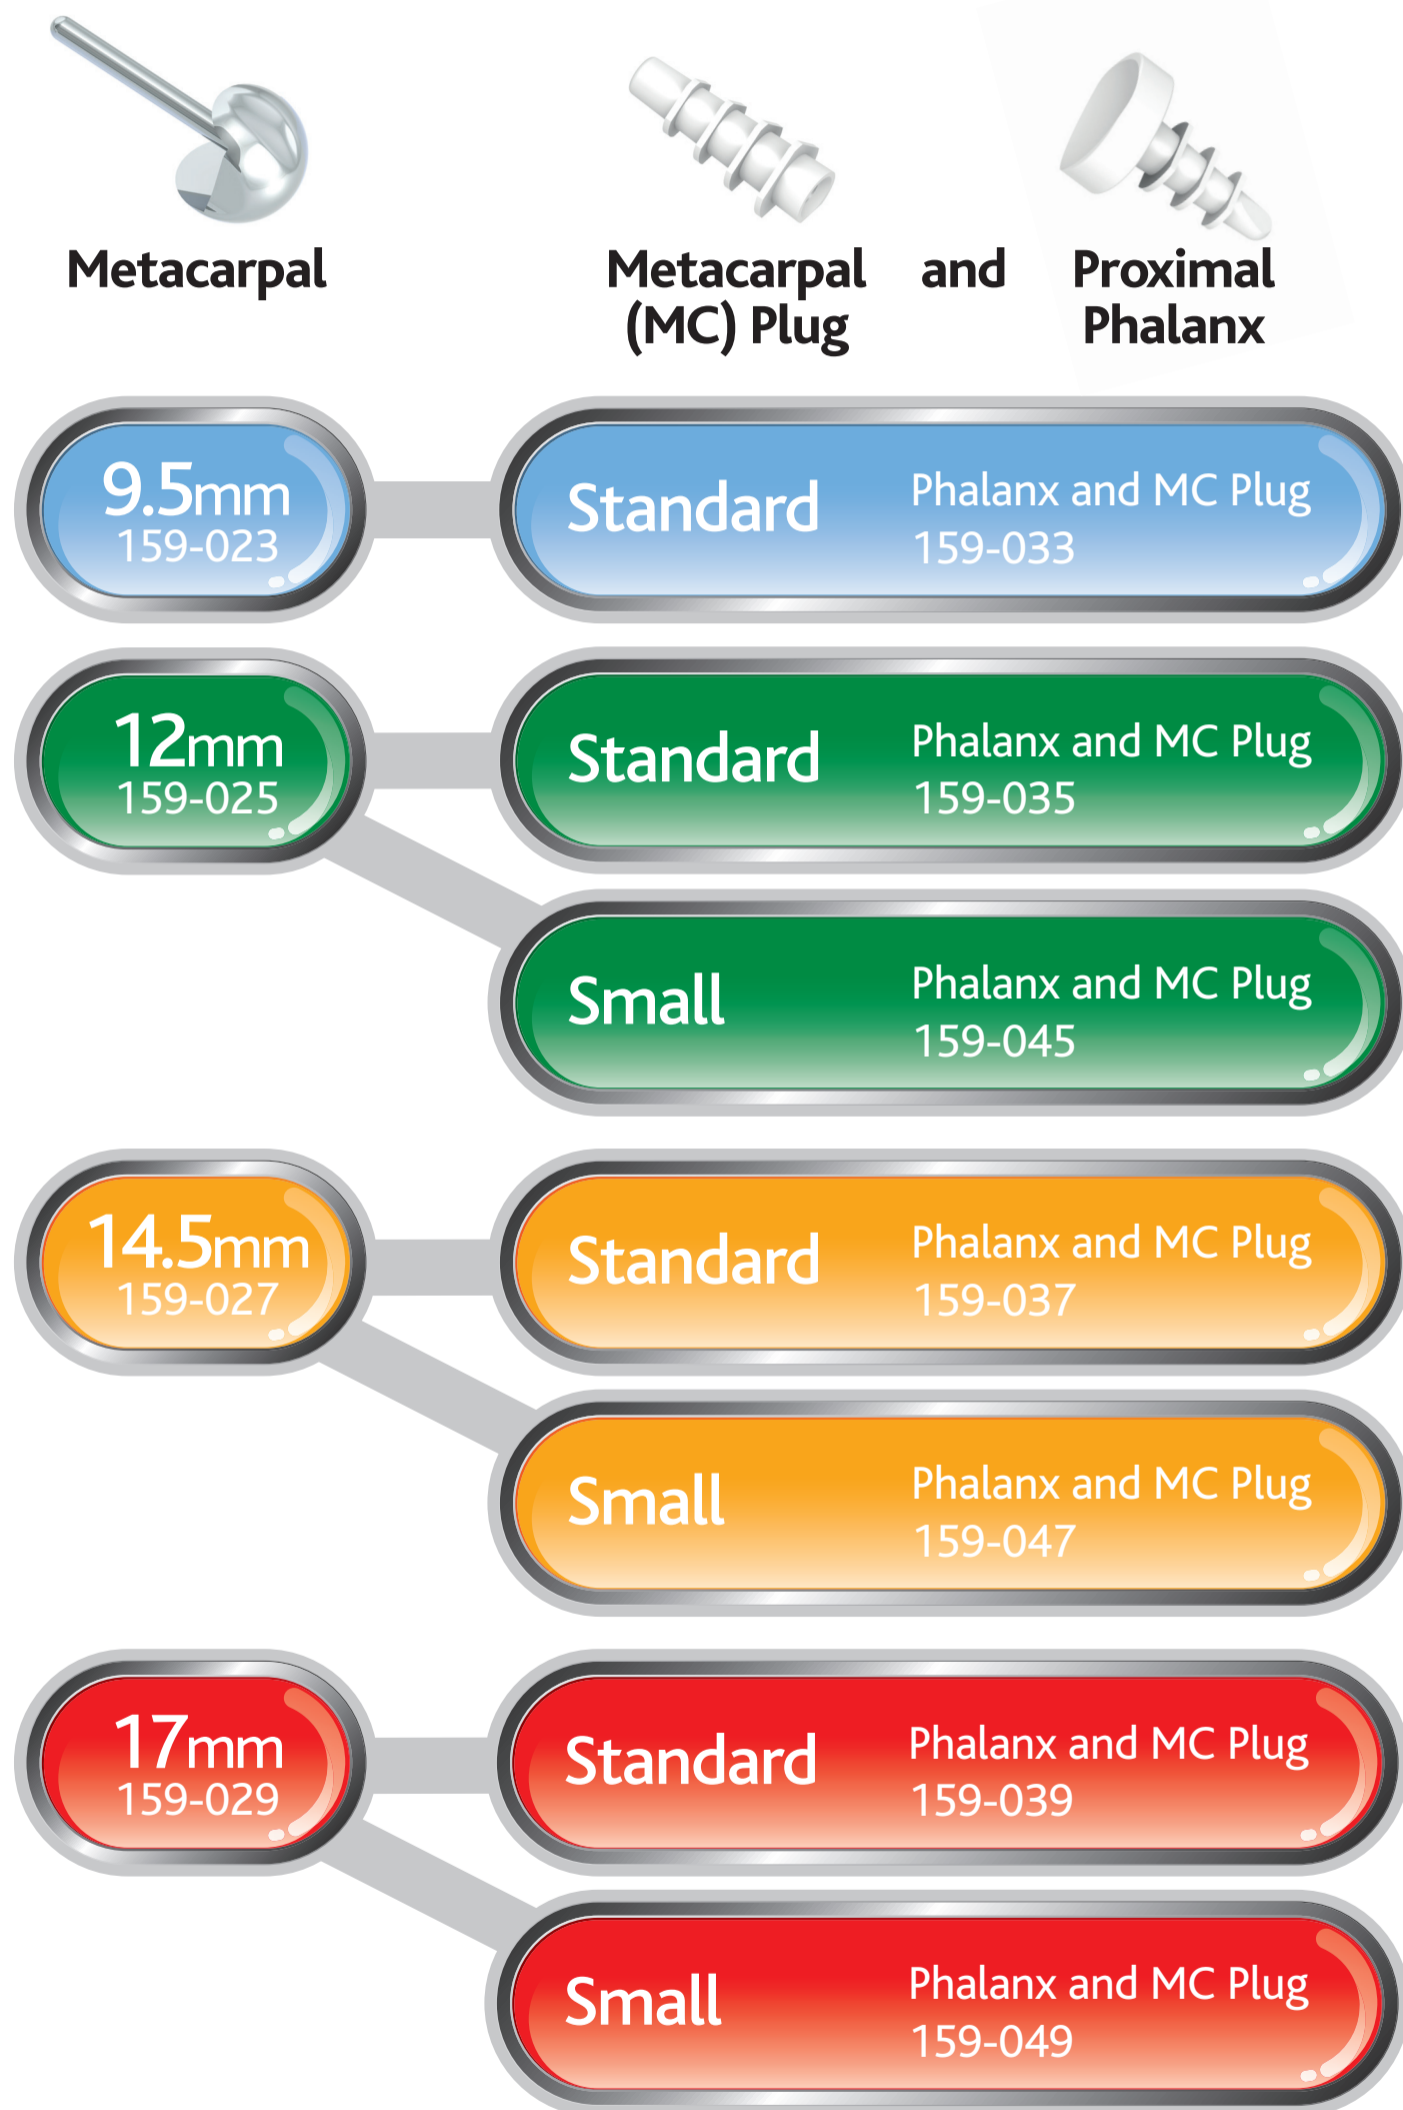 Metacarpal
Metacarpal and Proximal
(MC) Plug Phalanx
9.5mm
159-023
Standard
Phalanx and MC Plug
159-033
12mm
159-025
Standard
Phalanx and MC Plug
159-035
Small
Phalanx and MC Plug
159-045
14.5mm
159-027
Standard
Phalanx and MC Plug
159-037
Small
Phalanx and MC Plug
159-047
17mm
159-029
Standard
Phalanx and MC Plug
159-039
Small
Phalanx and MC Plug
159-049